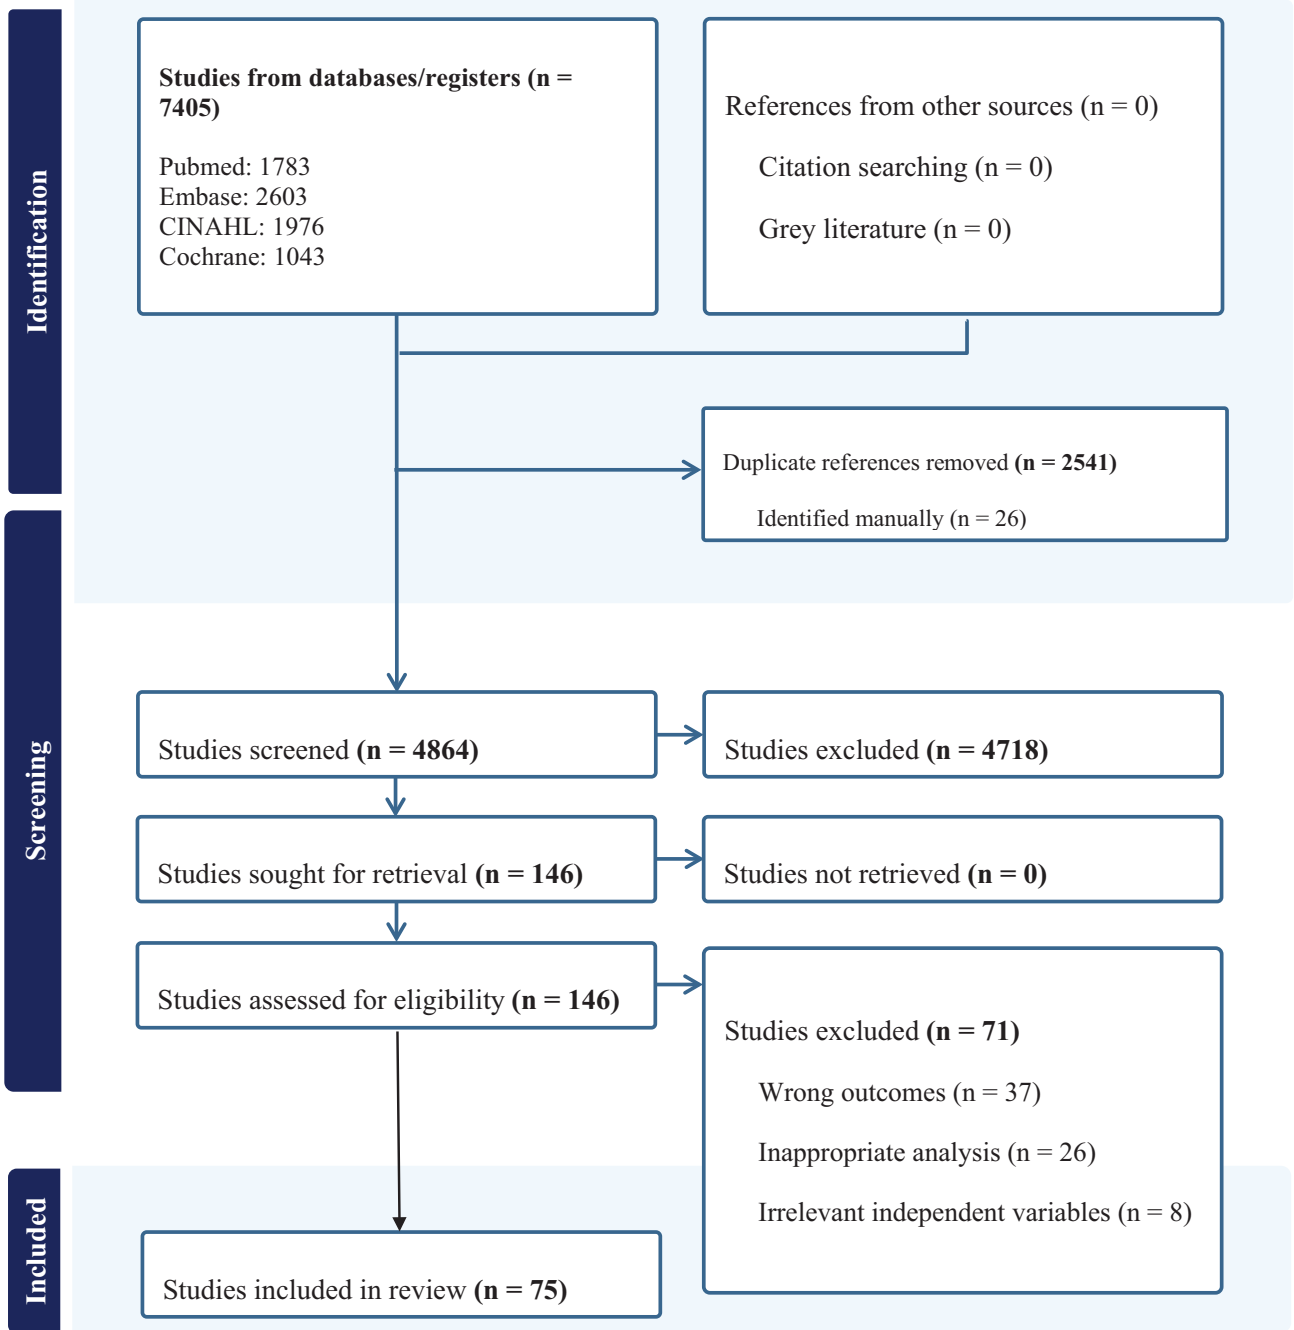 Identification
Studies from databases/registers (n =
7405)
Pubmed: 1783
Embase: 2603
CINAHL: 1976
Cochrane: 1043
References from other sources (n = 0)
Citation searching (n = 0)
Grey literature (n = 0)
Duplicate references removed (n = 2541)
Identified manually (n = 26)
Screening
Studies screened (n = 4864)
Studies excluded (n = 4718)
Studies sought for retrieval (n = 146)
Studies not retrieved (n = 0)
Studies assessed for eligibility (n = 146)
Studies excluded (n = 71)
Wrong outcomes (n = 37)
Inappropriate analysis (n = 26)
Irrelevant independent variables (n = 8)
Included
Studies included in review (n = 75)